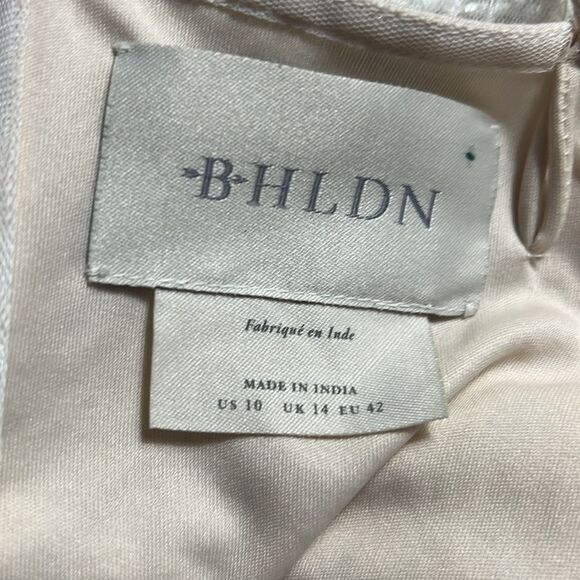 BHLDN
Fabriqué en Inde
MADE IN INDIA
US 10 UK 14 EU 42